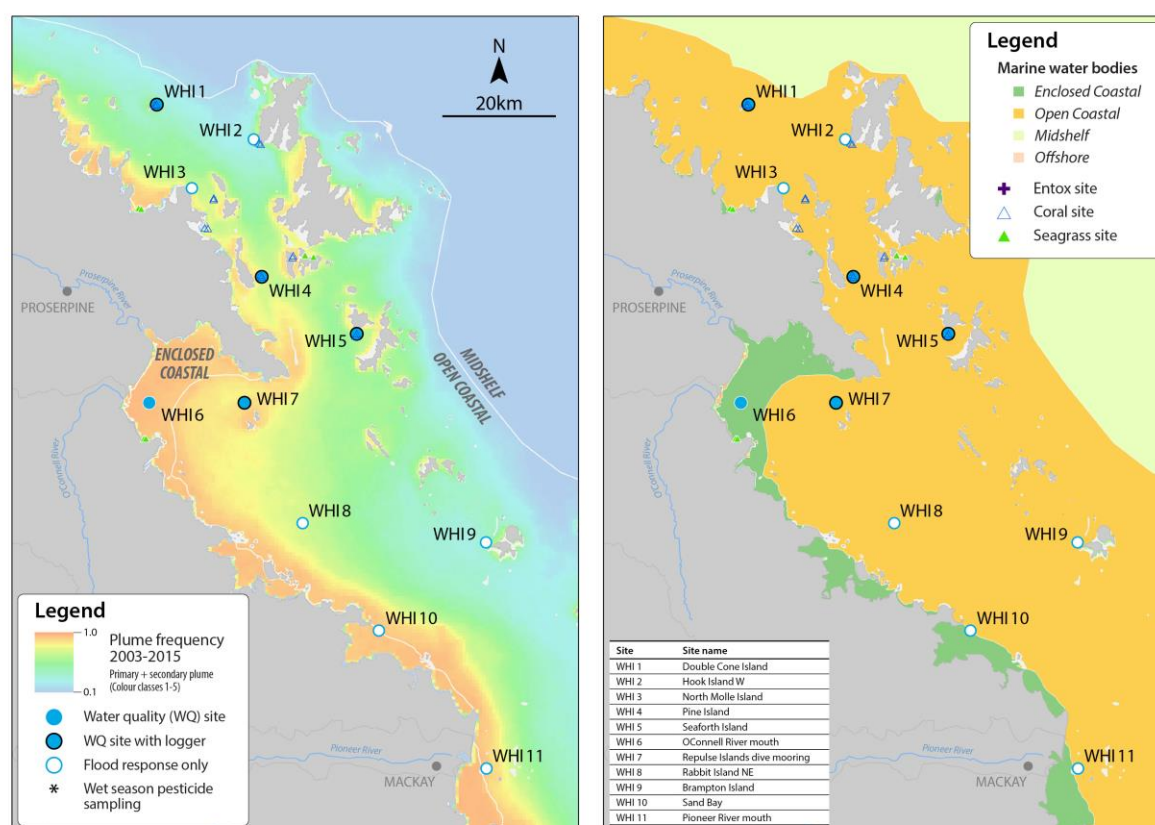 N
20km
WHI 1
WHI 2
WHI 3
WHI 4
WHI 5
WHI 6
WHI 7
WHI 8
WHI 9
WHI 10
WHI 11
Proserpine River
PROSERPINE
ENCLOSED
COASTAL
MIDSHELF
OPEN COASTAL
OConnell River
Pioneer River
MACKAY
Legend
1.0
0.1
Plume frequency
2003-2015
Primary + secondary plume
(Colour classes 1-5)
Water quality (WQ) site
WQ site with logger
Flood response only
* Wet season pesticide
sampling
Legend
Marine water bodies
Enclosed Coastal
Open Coastal
Midshelf
Offshore
Entox site
Coral site
Seagrass site
WHI 1
WHI 2
WHI 3
WHI 4
WHI 5
WHI 6
WHI 7
WHI 8
WHI 9
WHI 10
WHI 11
Proserpine River
PROSERPINE
OConnell River
Pioneer River
MACKAY
Site Site name
WHI 1 Double Cone Island
WHI 2 Hook Island W
WHI 3 North Molle Island
WHI 4 Pine Island
WHI 5 Seaforth Island
WHI 6 OConnell River mouth
WHI 7 Repulse Islands dive mooring
WHI 8 Rabbit Island NE
WHI 9 Brampton Island
WHI 10 Sand Bay
WHI 11 Pioneer River mouth